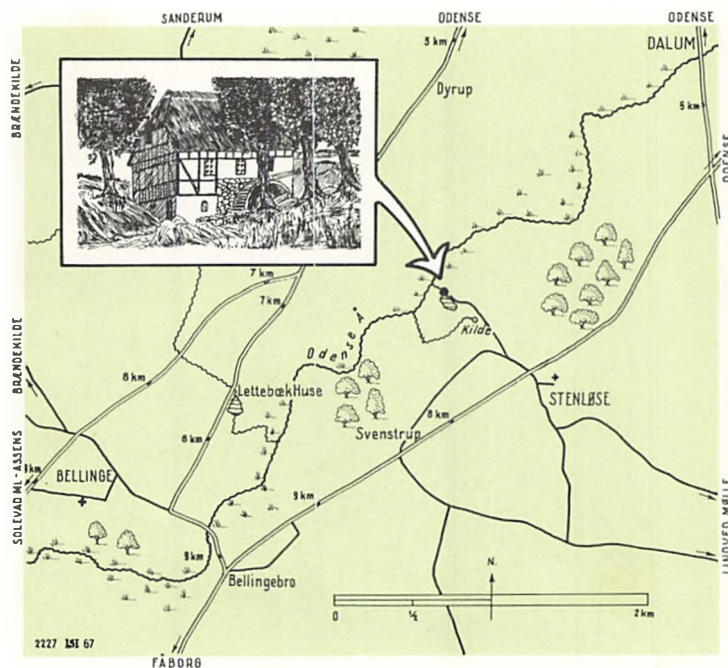 SANDERUM
ODENSE
ODENSE
DALUM
5 km
Dyrup
BRÆNDEKILDE
5 km
ODENSE
7 km
7 km
Odense Å
Kilde
BRÆNDEKILDE
8 km
LettebækHuse
STENLØSE
8 km
Svenstrup
8 km
SOLEVAD ML-ASSENS
BELLINGE
9 km
9 km
Bellingebro
N.
LINDVED MØLLE
0
½
2 km
2227 LSI 67
FÅBORG